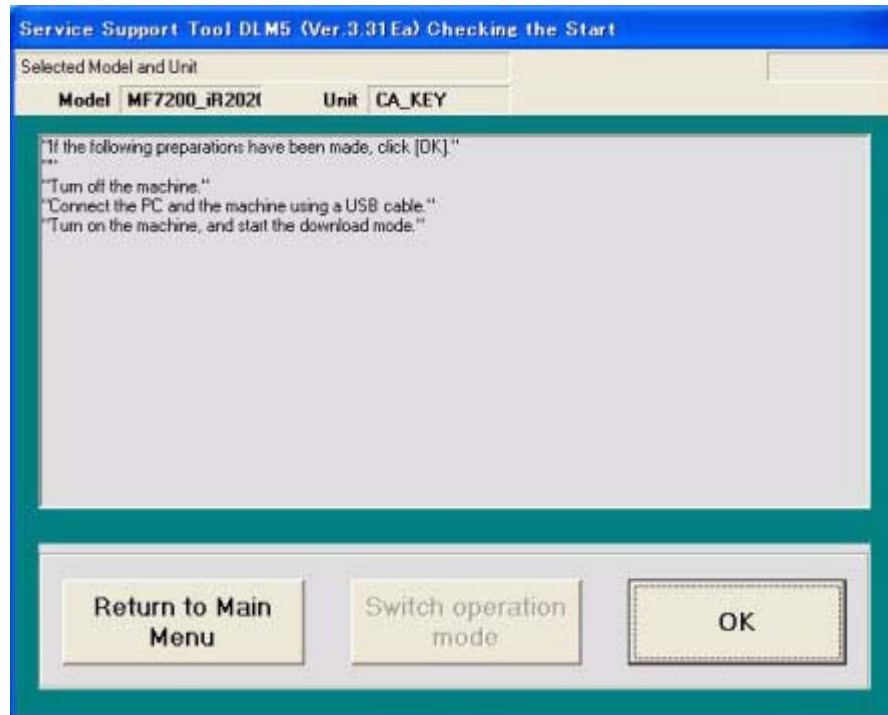 Service Support Tool DLM5 (Ver.3.31Ea) Checking the Start
Selected Model and Unit
Model MF7200_iR202( Unit CA_KEY
"If the following preparations have been made, click [OK]."
""
"Turn off the machine."
"Connect the PC and the machine using a USB cable."
"Turn on the machine, and start the download mode."
Return to Main
Menu
Switch operation
mode
OK